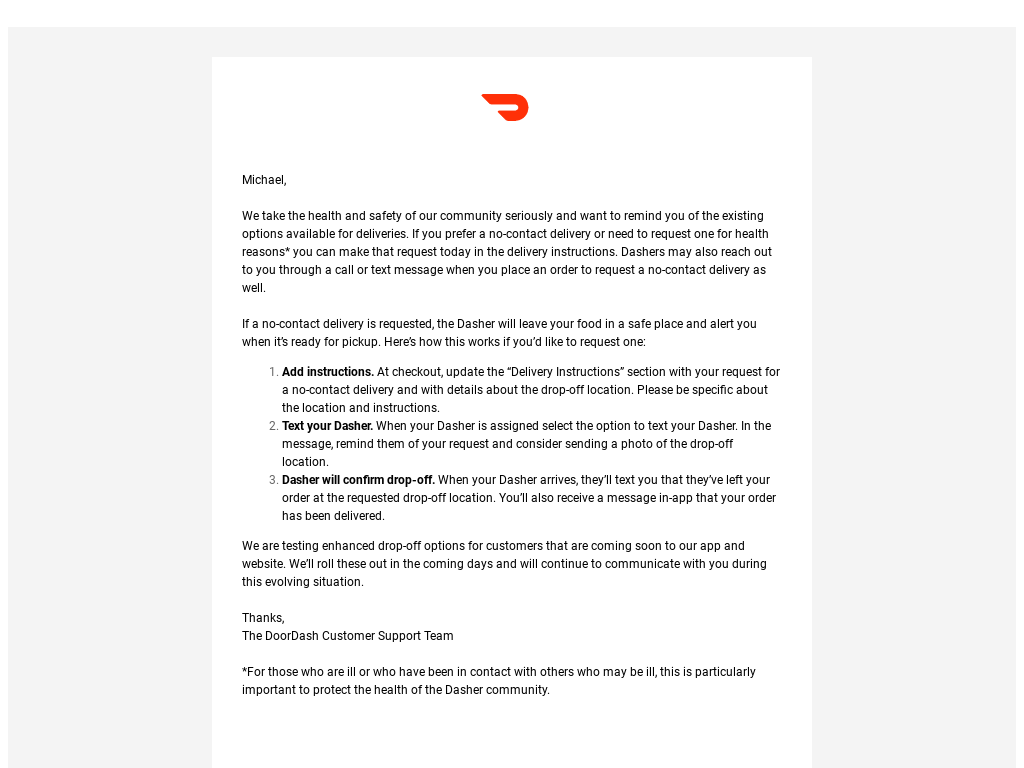 Michael,
We take the health and safety of our community seriously and want to remind you of the existing
options available for deliveries. If you prefer a no-contact delivery or need to request one for health
reasons* you can make that request today in the delivery instructions. Dashers may also reach out
to you through a call or text message when you place an order to request a no-contact delivery as
well.
If a no-contact delivery is requested, the Dasher will leave your food in a safe place and alert you
when it’s ready for pickup. Here’s how this works if you’d like to request one:
1. Add instructions. At checkout, update the “Delivery Instructions” section with your request for
a no-contact delivery and with details about the drop-off location. Please be specific about
the location and instructions.
2. Text your Dasher. When your Dasher is assigned select the option to text your Dasher. In the
message, remind them of your request and consider sending a photo of the drop-off
location.
3. Dasher will confirm drop-off. When your Dasher arrives, they’ll text you that they’ve left your
order at the requested drop-off location. You’ll also receive a message in-app that your order
has been delivered.
We are testing enhanced drop-off options for customers that are coming soon to our app and
website. We’ll roll these out in the coming days and will continue to communicate with you during
this evolving situation.
Thanks,
The DoorDash Customer Support Team
*For those who are ill or who have been in contact with others who may be ill, this is particularly
important to protect the health of the Dasher community.